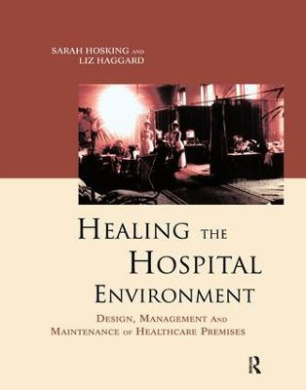 SARAH HOSKING AND
LIZ HAGGARD
HEALING THE
HOSPITAL
ENVIRONMENT
DESIGN, MANAGEMENT AND
MAINTENANCE OF HEALTHCARE PREMISES
R